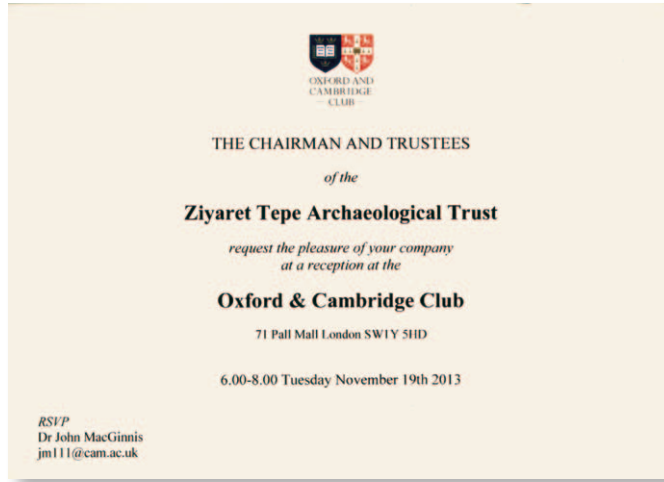 OXFORD AND
CAMBRIDGE
CLUB
THE CHAIRMAN AND TRUSTEES
of the
Ziyaret Tepe Archaeological Trust
request the pleasure of your company
at a reception at the
Oxford & Cambridge Club
71 Pall Mall London SW1Y 5HD
6.00-8.00 Tuesday November 19th 2013
RSVP
Dr John MacGinnis
jm111@cam.ac.uk